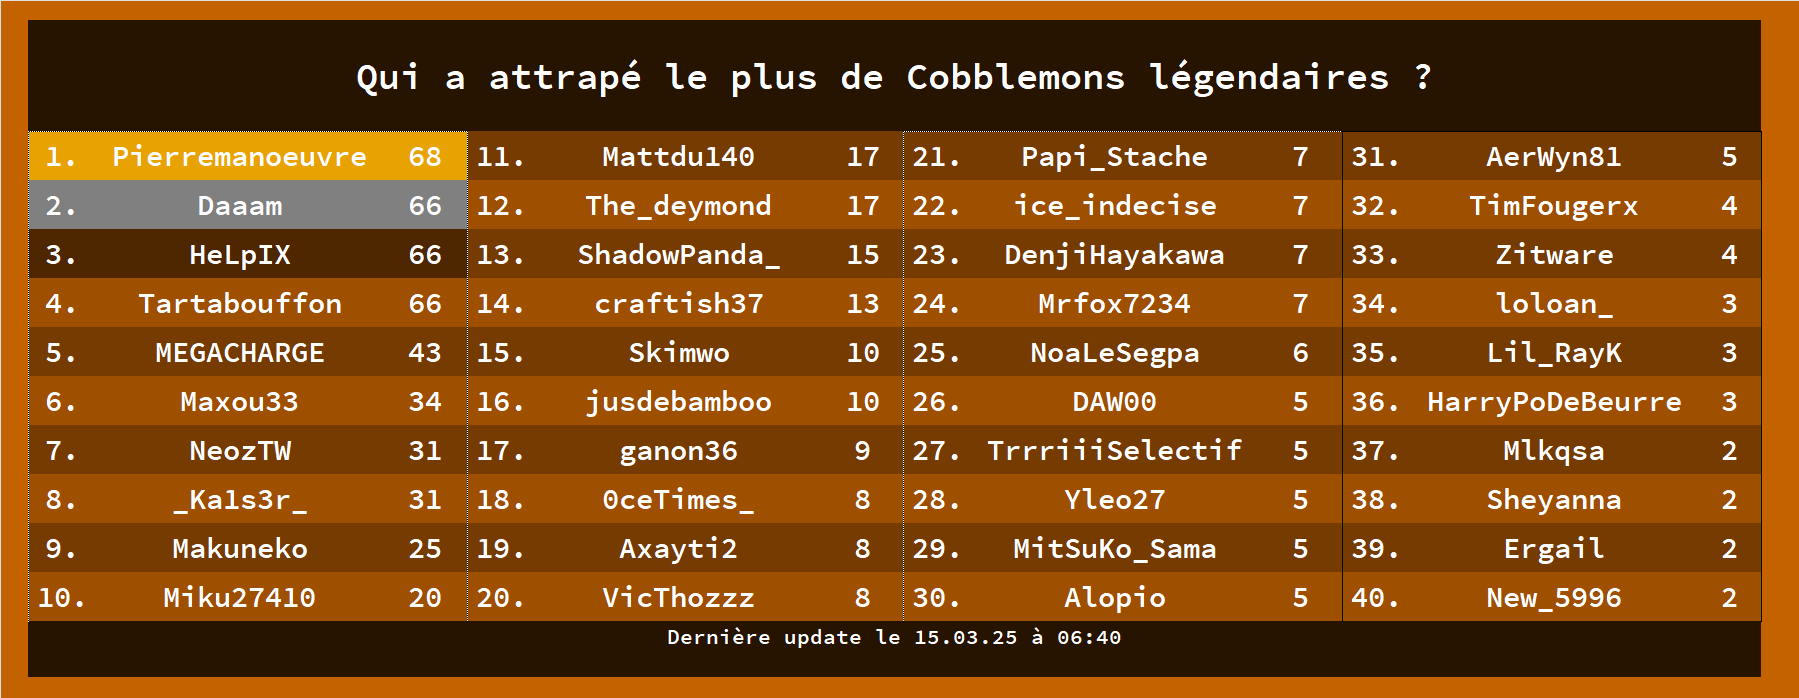 Qui a attrapé le plus de Cobblemons légendaires ?
1. Pierremanoeuvre 68
2. Daaam 66
3. HeLpIX 66
4. Tartabouffon 66
5. MEGACHARGE 43
6. Maxou33 34
7. NeozTW 31
8. _Ka1s3r_ 31
9. Makuneko 25
10. Miku27410 20
11. Mattdu140 17
12. The_deymond 17
13. ShadowPanda_ 15
14. craftish37 13
15. Skimwo 10
16. jusdebamboo 10
17. ganon36 9
18. 0ceTimes_ 8
19. Axayti2 8
20. VicThozzz 8
21. Papi_Stache 7
22. ice_indecise 7
23. DenjiHayakawa 7
24. Mrfox7234 7
25. NoaLeSegpa 6
26. DAW00 5
27. TrrriiiSelectif 5
28. Yleo27 5
29. MitSuKo_Sama 5
30. Alopio 5
31. AerWyn81 5
32. TimFougerx 4
33. Zitware 4
34. loloan_ 3
35. Lil_RayK 3
36. HarryPoDeBeurre 3
37. Mlkqsa 2
38. Sheyanna 2
39. Ergail 2
40. New_5996 2
Dernière update le 15.03.25 à 06:40